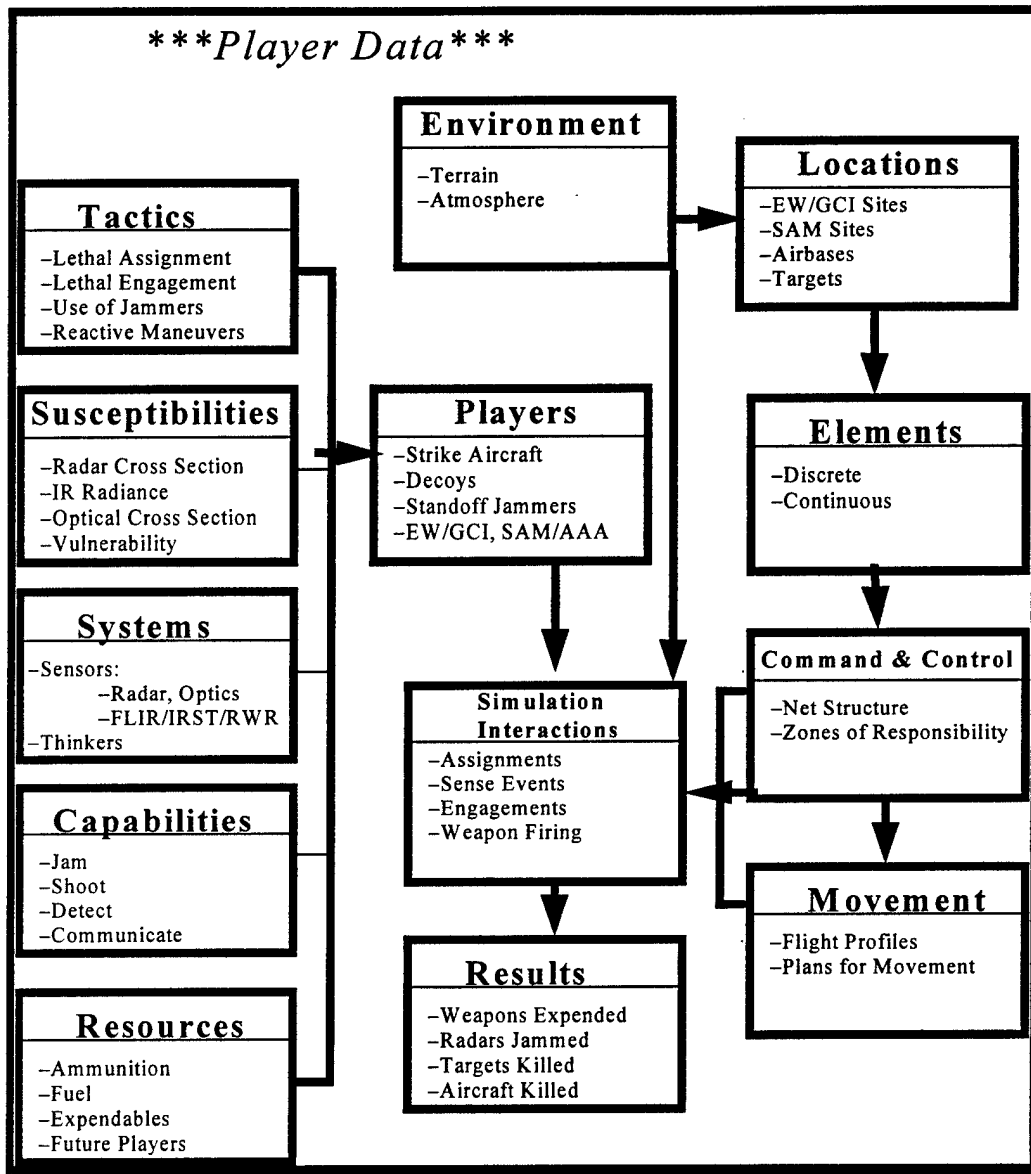 ***Player Data***
Environment
–Terrain
–Atmosphere
Locations
–EW/GCI Sites
–SAM Sites
–Airbases
–Targets
Tactics
–Lethal Assignment
–Lethal Engagement
–Use of Jammers
–Reactive Maneuvers
Susceptibilities
–Radar Cross Section
–IR Radiance
–Optical Cross Section
–Vulnerability
Players
–Strike Aircraft
–Decoys
–Standoff Jammers
–EW/GCI, SAM/AAA
Elements
–Discrete
–Continuous
Systems
–Sensors:
–Radar, Optics
–FLIR/IRST/RWR
–Thinkers
Simulation
Interactions
–Assignments
–Sense Events
–Engagements
–Weapon Firing
Command & Control
–Net Structure
–Zones of Responsibility
Capabilities
–Jam
–Shoot
–Detect
–Communicate
Movement
–Flight Profiles
–Plans for Movement
Results
–Weapons Expended
–Radars Jammed
–Targets Killed
–Aircraft Killed
Resources
–Ammunition
–Fuel
–Expendables
–Future Players